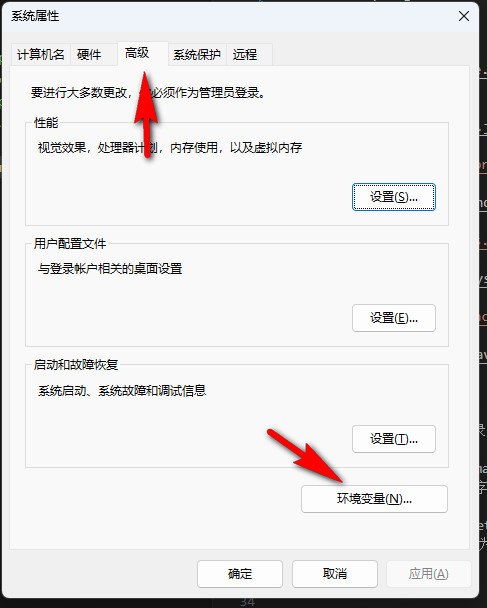 系统属性
计算机名 硬件 高级 系统保护 远程
要进行大多数更改，必须作为管理员登录。
性能
视觉效果，处理器计划，内存使用，以及虚拟内存
设置(S)...
用户配置文件
与登录帐户相关的桌面设置
设置(E)...
启动和故障恢复
系统启动、系统故障和调试信息
设置(T)...
环境变量(N)...
确定 取消 应用(A)
34